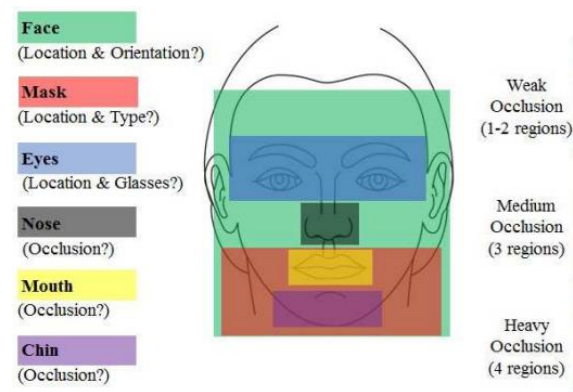 Face
(Location & Orientation?)
Mask
(Location & Type?)
Eyes
(Location & Glasses?)
Nose
(Occlusion?)
Mouth
(Occlusion?)
Chin
(Occlusion?)
Weak
Occlusion
(1-2 regions)
Medium
Occlusion
(3 regions)
Heavy
Occlusion
(4 regions)